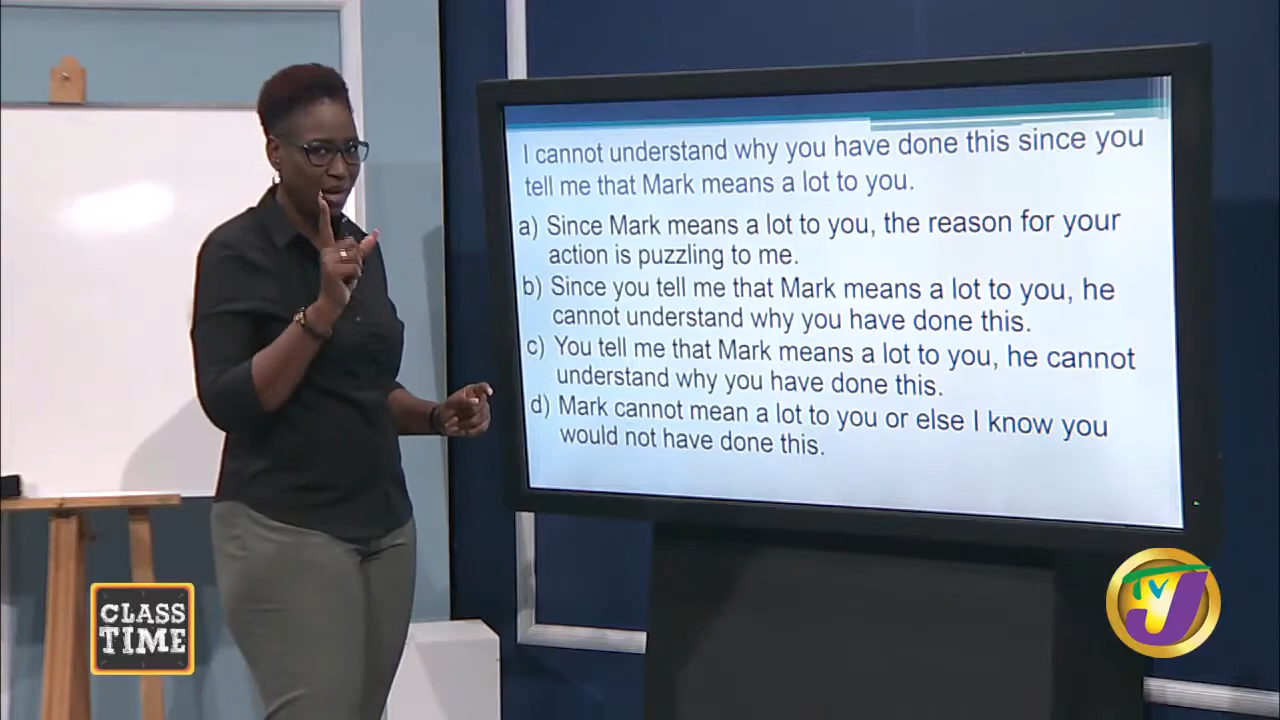 I cannot understand why you have done this since you
tell me that Mark means a lot to you.
a) Since Mark means a lot to you, the reason for your
action is puzzling to me.
b) Since you tell me that Mark means a lot to you, he
cannot understand why you have done this.
c) You tell me that Mark means a lot to you, he cannot
understand why you have done this.
d) Mark cannot mean a lot to you or else I know you
would not have done this.
CLASS
TIME
TVJ